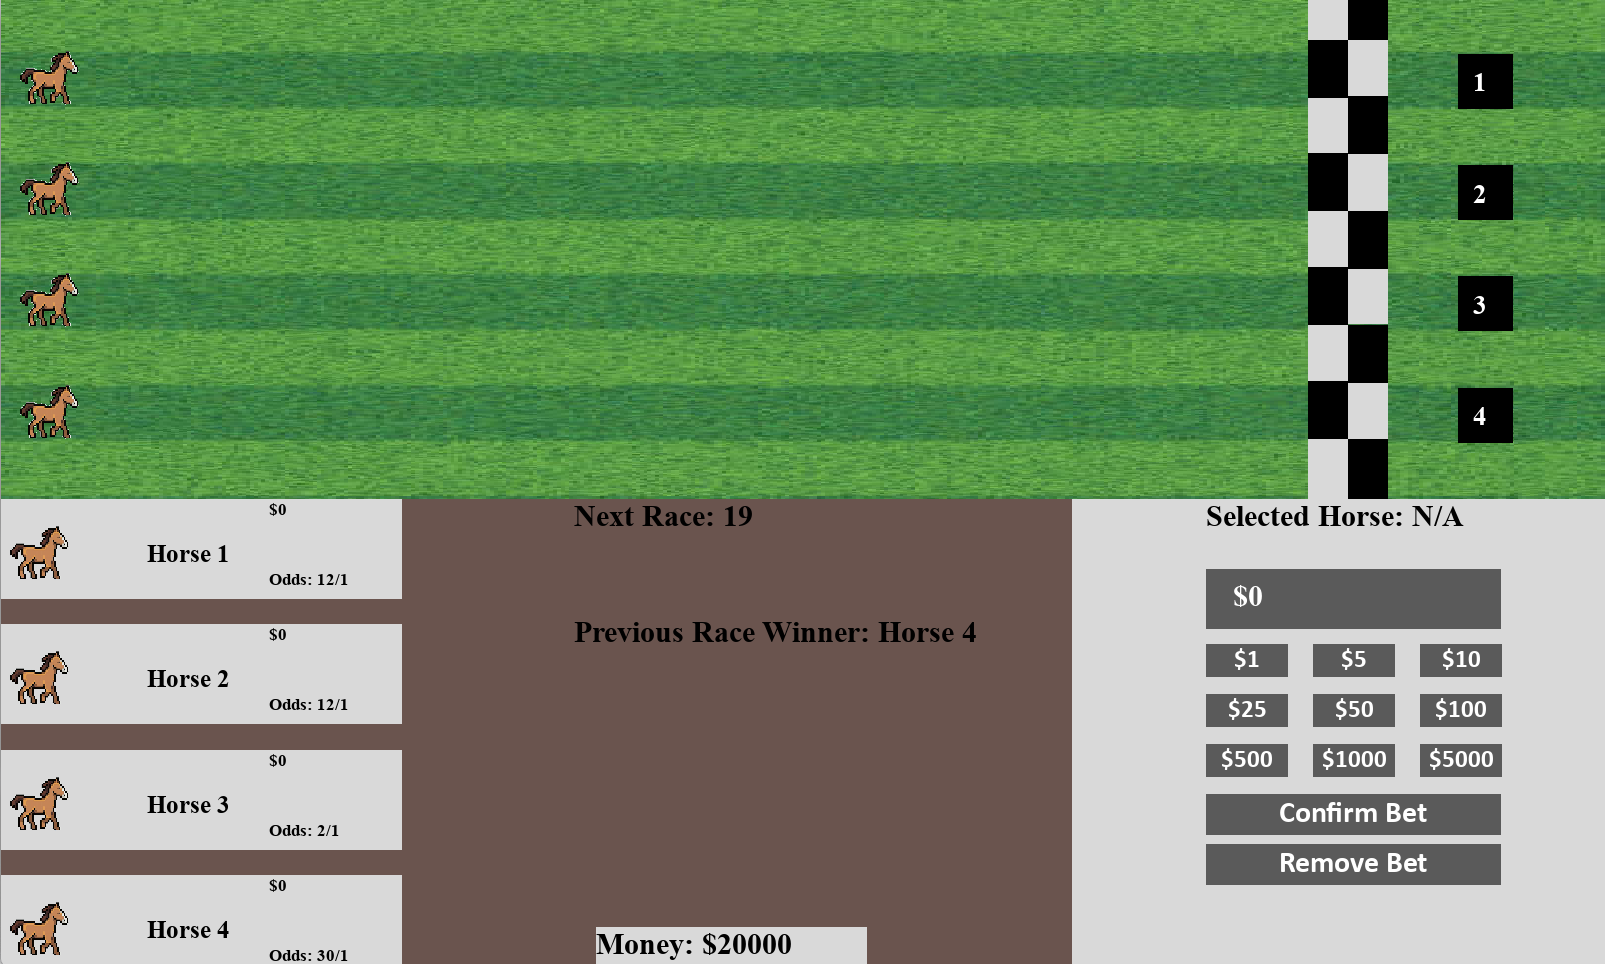 1
2
3
4
$0
Horse 1
Odds: 12/1
$0
Horse 2
Odds: 12/1
$0
Horse 3
Odds: 2/1
$0
Horse 4
Odds: 30/1
Next Race: 19
Previous Race Winner: Horse 4
Money: $20000
Selected Horse: N/A
$0
$1 $5 $10
$25 $50 $100
$500 $1000 $5000
Confirm Bet
Remove Bet